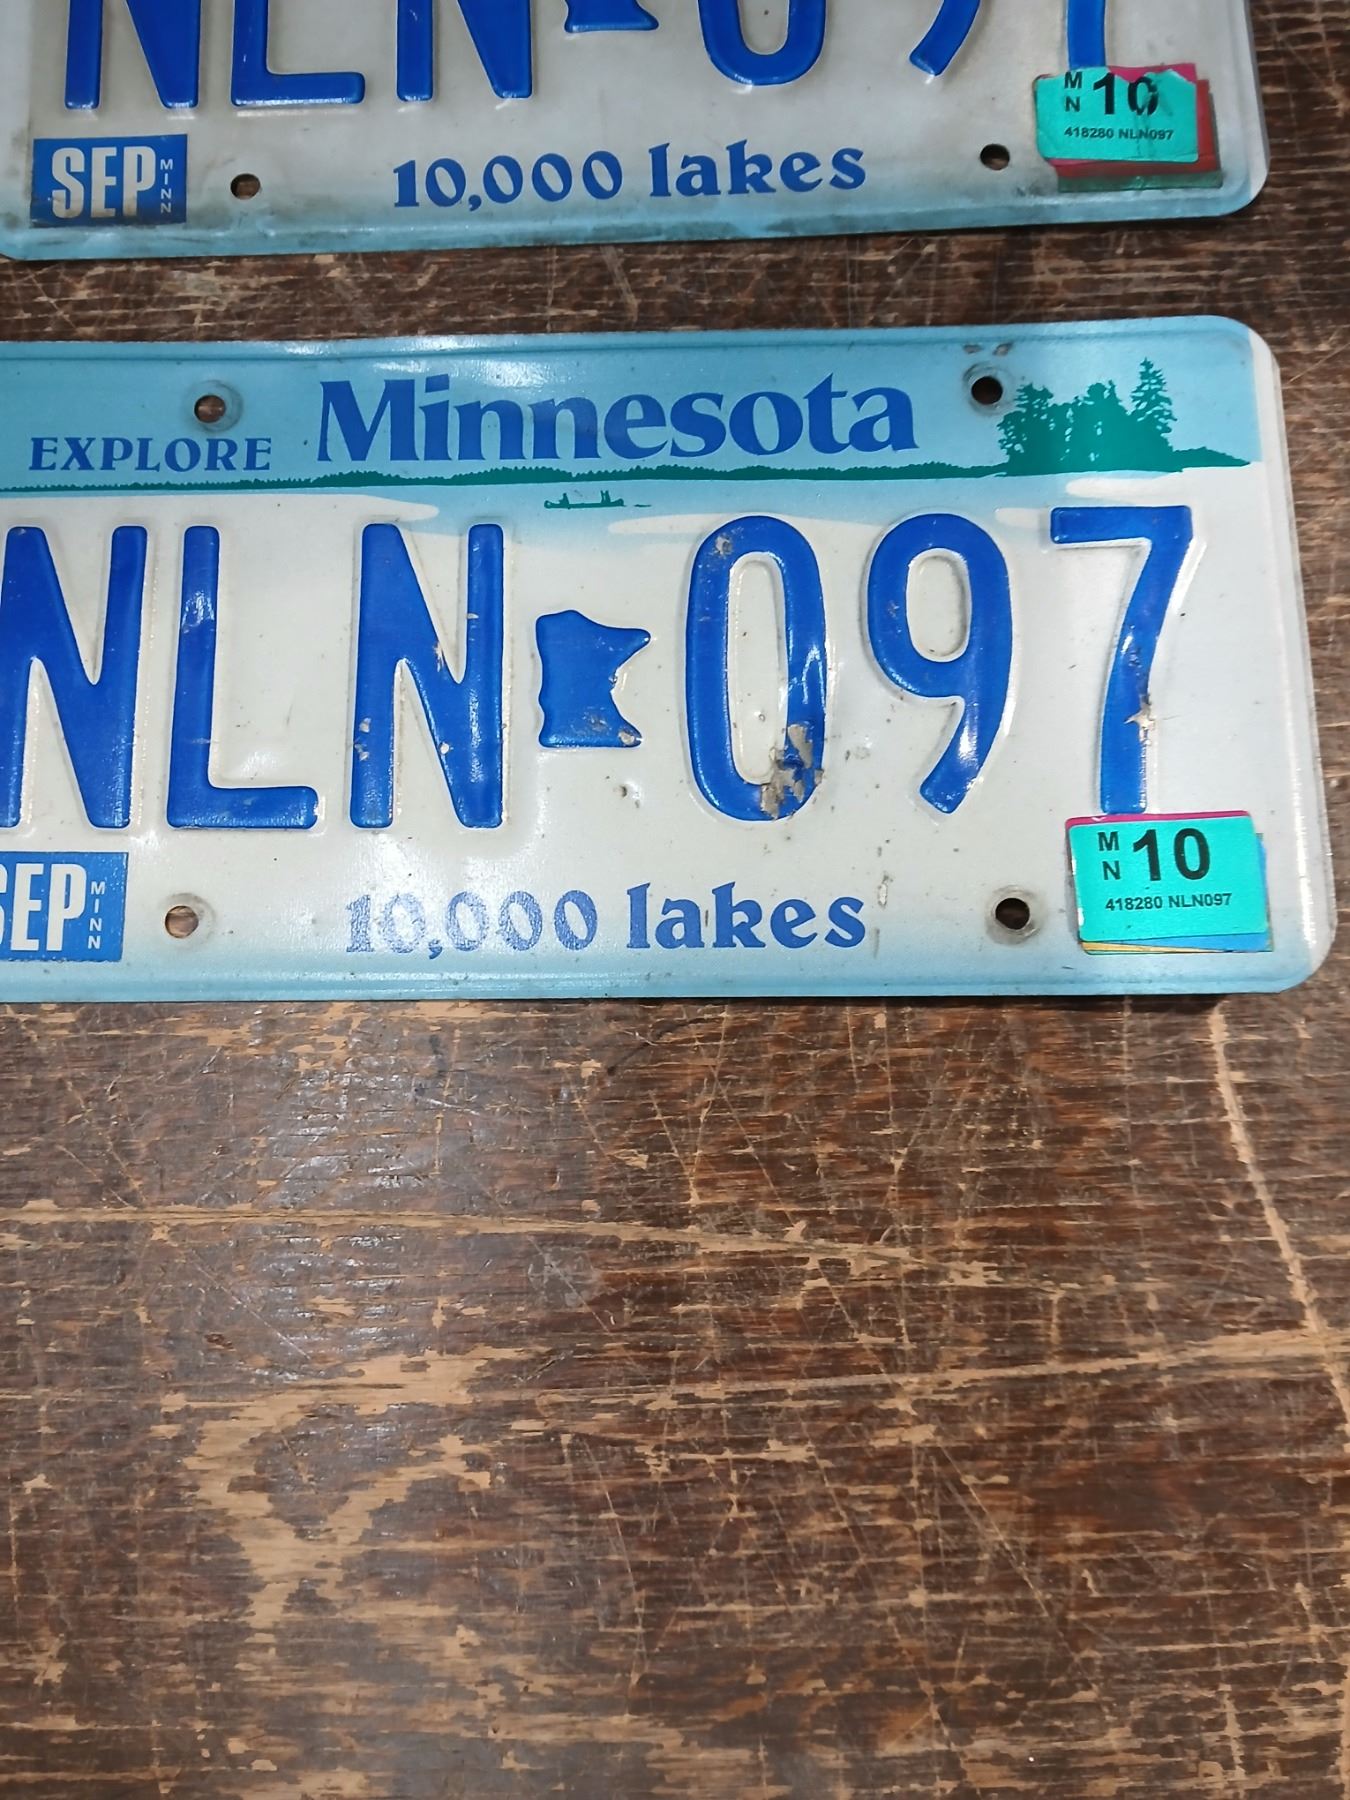 NLN 097
MN 10
418280 NLN097
SEP MINN
10,000 lakes
EXPLORE Minnesota
NLN 097
MN 10
418280 NLN097
SEP MINN
10,000 lakes